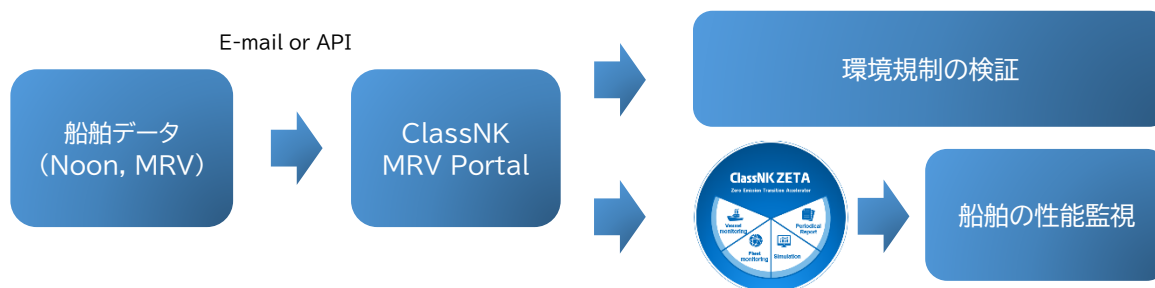 E-mail or API
船舶データ
(Noon, MRV)
ClassNK
MRV Portal
環境規制の検証
ClassNK ZETA
Zero Emission Transition Accelerator
Vessel
monitoring
Fleet
monitoring
Simulation
Periodical
Report
船舶の性能監視